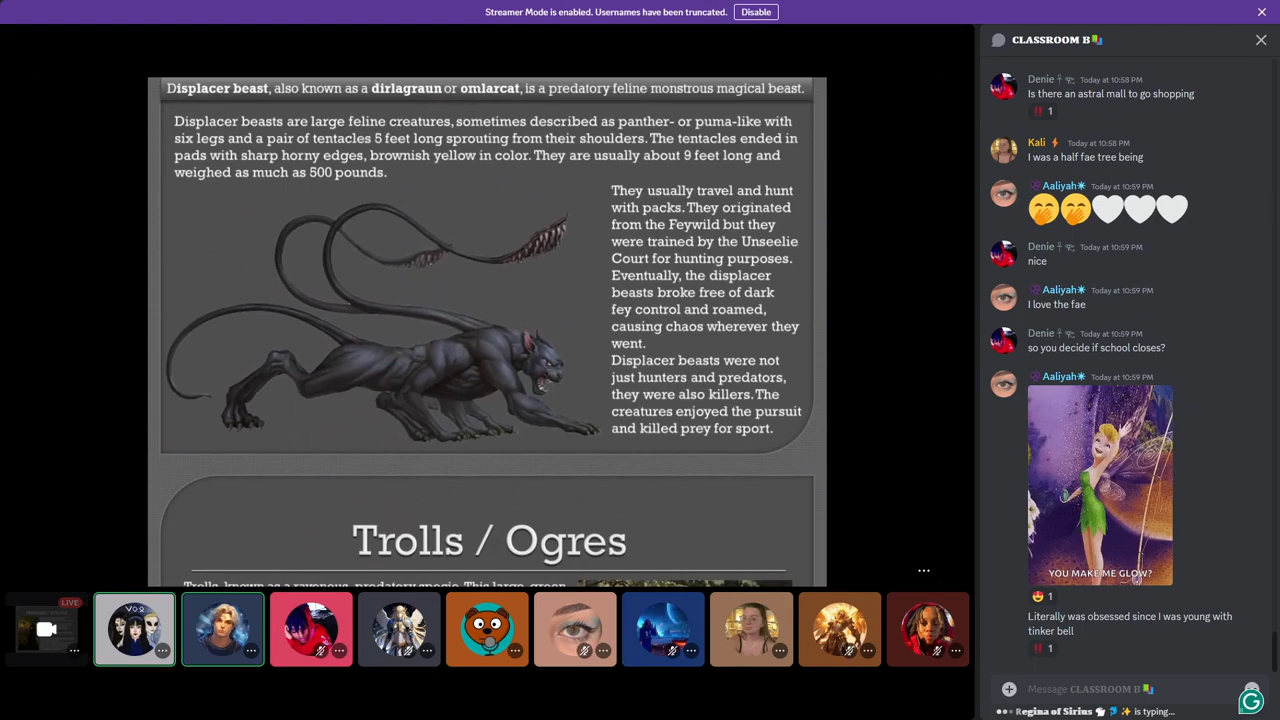 Streamer Mode is enabled. Usernames have been truncated.
Disable
CLASSROOM B
Displacer beast, also known as a dirlagraun or omlarcat, is a predatory feline monstrous magical beast.
Displacer beasts are large feline creatures, sometimes described as panther- or puma-like with
six legs and a pair of tentacles 5 feet long sprouting from their shoulders. The tentacles ended in
pads with sharp horny edges, brownish yellow in color. They are usually about 9 feet long and
weighed as much as 500 pounds.
They usually travel and hunt
with packs. They originated
from the Feywild but they
were trained by the Unseelie
Court for hunting purposes.
Eventually, the displacer
beasts broke free of dark
fey control and roamed,
causing chaos wherever they
went.
Displacer beasts were not
just hunters and predators,
they were also killers. The
creatures enjoyed the pursuit
and killed prey for sport.
Trolls / Ogres
Trolls, known as a ravenous, predatory specie. This large, green
LIVE
Denie Today at 10:58 PM
Is there an astral mall to go shopping
1
Kali Today at 10:58 PM
I was a half fae tree being
Aaliyah Today at 10:59 PM
Denie Today at 10:59 PM
nice
Aaliyah Today at 10:59 PM
I love the fae
Denie Today at 10:59 PM
so you decide if school closes?
Aaliyah Today at 10:59 PM
YOU MAKE ME GLOW?
1
Literally was obsessed since I was young with
tinker bell
1
Message CLASSROOM B
Regina of Sirius is typing...